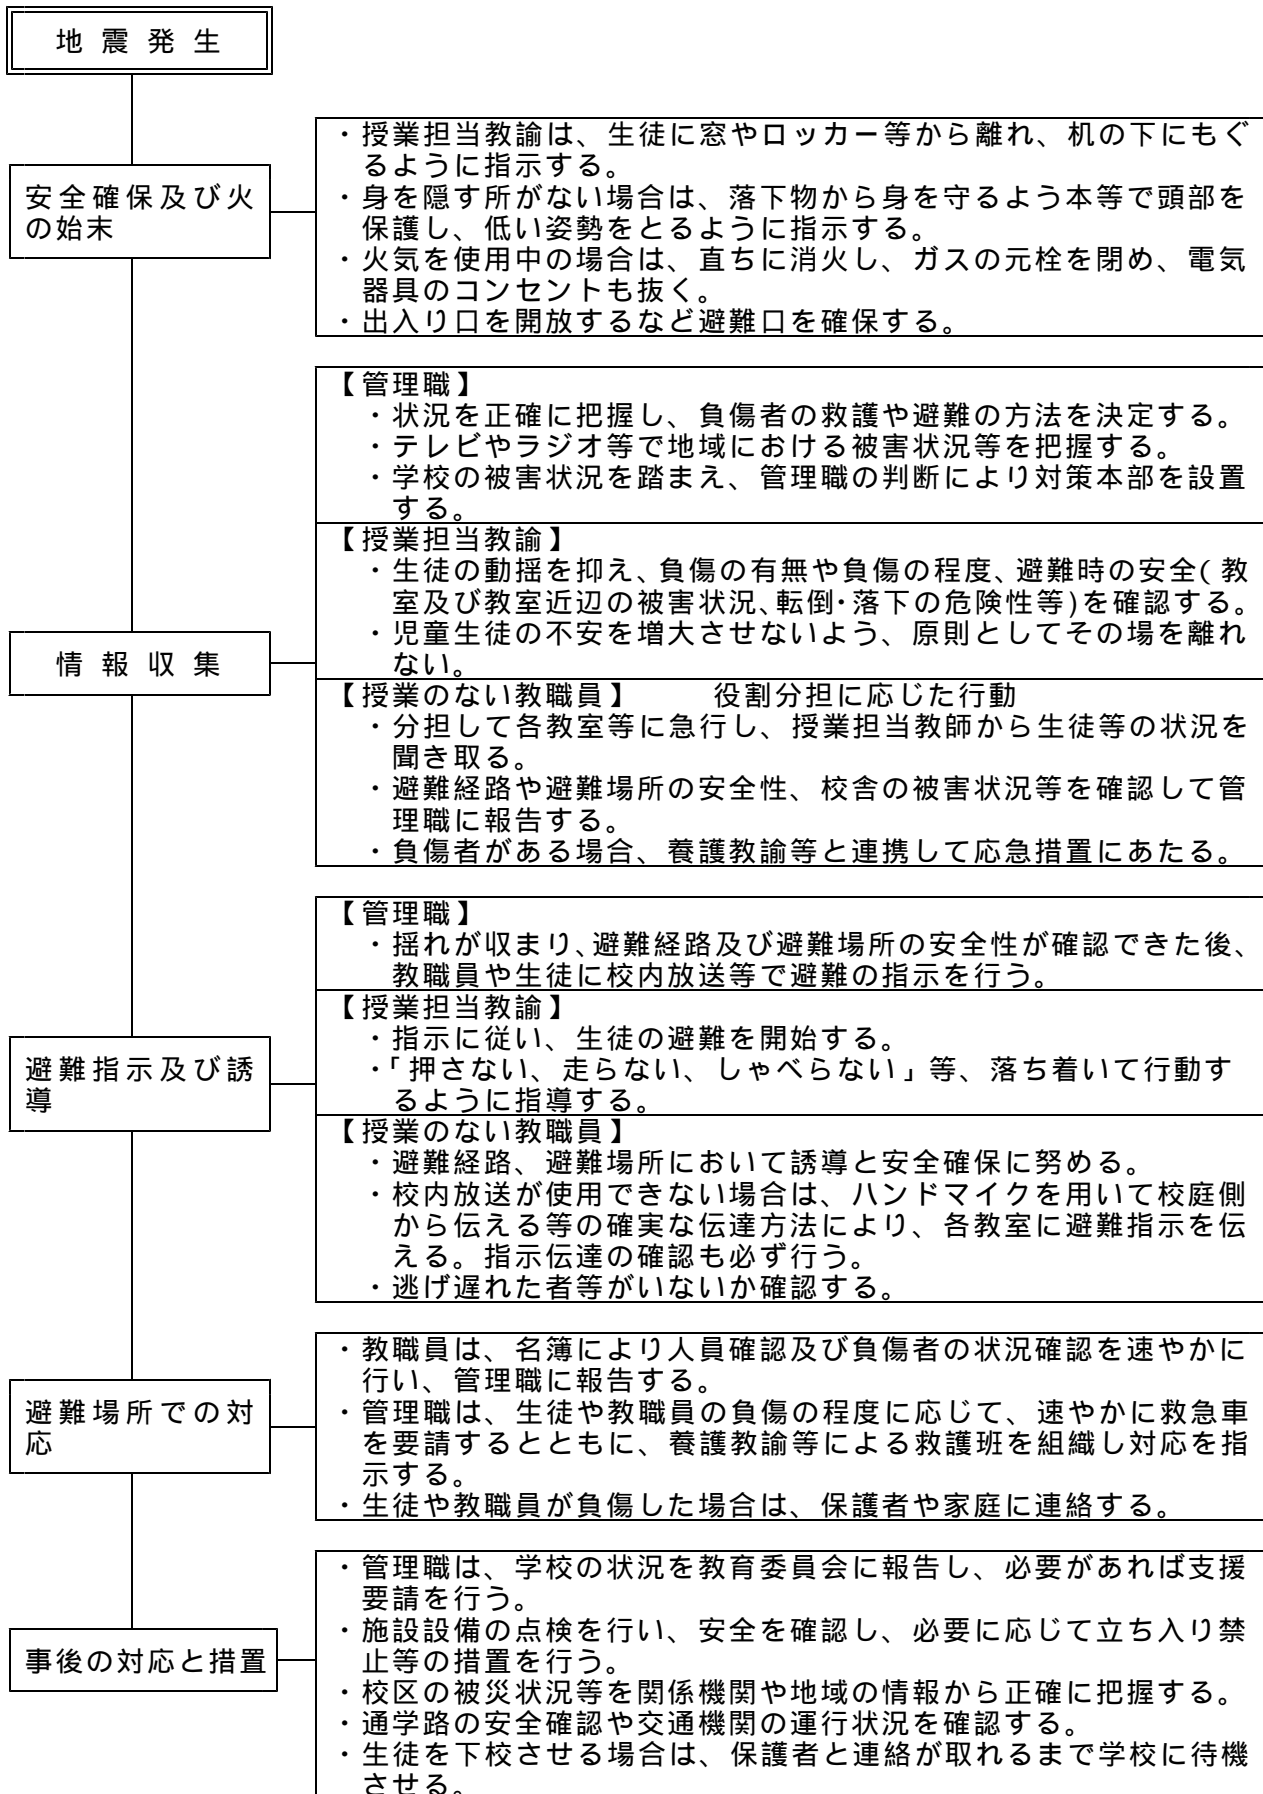 地震発生
安全確保及び火
の始末
・授業担当教諭は、生徒に窓やロッカー等から離れ、机の下にもぐ
るように指示する。
・身を隠す所がない場合は、落下物から身を守るよう本等で頭部を
保護し、低い姿勢をとるように指示する。
・火気を使用中の場合は、直ちに消火し、ガスの元栓を閉め、電気
器具のコンセントも抜く。
・出入り口を開放するなど避難口を確保する。
情報収集
【管理職】
・状況を正確に把握し、負傷者の救護や避難の方法を決定する。
・テレビやラジオ等で地域における被害状況等を把握する。
・学校の被害状況を踏まえ、管理職の判断により対策本部を設置
する。
【授業担当教諭】
・生徒の動揺を抑え、負傷の有無や負傷の程度、避難時の安全(教
室及び教室近辺の被害状況、転倒・落下の危険性等)を確認する。
・児童生徒の不安を増大させないよう、原則としてその場を離れ
ない。
【授業のない教職員】　役割分担に応じた行動
・分担して各教室等に急行し、授業担当教師から生徒等の状況を
聞き取る。
・避難経路や避難場所の安全性、校舎の被害状況等を確認して管
理職に報告する。
・負傷者がある場合、養護教諭等と連携して応急措置にあたる。
避難指示及び誘
導
【管理職】
・揺れが収まり、避難経路及び避難場所の安全性が確認できた後、
教職員や生徒に校内放送等で避難の指示を行う。
【授業担当教諭】
・指示に従い、生徒の避難を開始する。
・「押さない、走らない、しゃべらない」等、落ち着いて行動す
るように指導する。
【授業のない教職員】
・避難経路、避難場所において誘導と安全確保に努める。
・校内放送が使用できない場合は、ハンドマイクを用いて校庭側
から伝える等の確実な伝達方法により、各教室に避難指示を伝
える。指示伝達の確認も必ず行う。
・逃げ遅れた者等がいないか確認する。
避難場所での対
応
・教職員は、名簿により人員確認及び負傷者の状況確認を速やかに
行い、管理職に報告する。
・管理職は、生徒や教職員の負傷の程度に応じて、速やかに救急車
を要請するとともに、養護教諭等による救護班を組織し対応を指
示する。
・生徒や教職員が負傷した場合は、保護者や家庭に連絡する。
事後の対応と措置
・管理職は、学校の状況を教育委員会に報告し、必要があれば支援
要請を行う。
・施設設備の点検を行い、安全を確認し、必要に応じて立ち入り禁
止等の措置を行う。
・校区の被災状況等を関係機関や地域の情報から正確に把握する。
・通学路の安全確認や交通機関の運行状況を確認する。
・生徒を下校させる場合は、保護者と連絡が取れるまで学校に待機
させる。